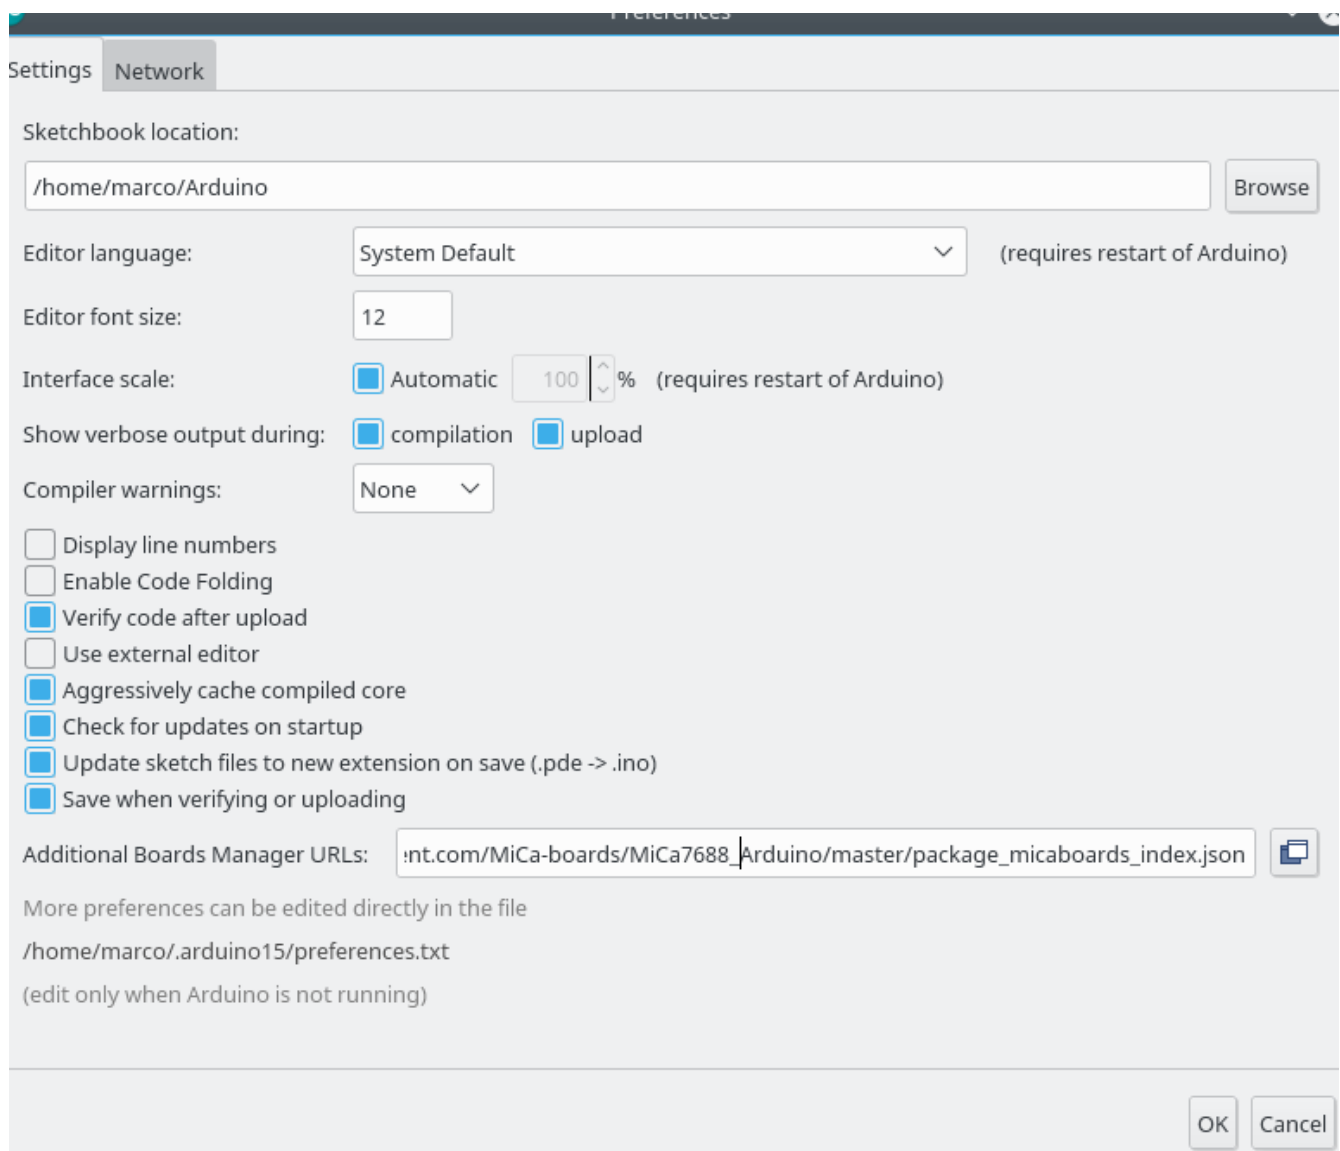 Preferences
Settings Network
Sketchbook location:
/home/marco/Arduino Browse
Editor language: System Default (requires restart of Arduino)
Editor font size: 12
Interface scale: Automatic 100 % (requires restart of Arduino)
Show verbose output during: compilation upload
Compiler warnings: None
Display line numbers
Enable Code Folding
Verify code after upload
Use external editor
Aggressively cache compiled core
Check for updates on startup
Update sketch files to new extension on save (.pde -> .ino)
Save when verifying or uploading
Additional Boards Manager URLs: nt.com/MiCa-boards/MiCa7688_Arduino/master/package_micaboards_index.json
More preferences can be edited directly in the file
/home/marco/.arduino15/preferences.txt
(edit only when Arduino is not running)
OK Cancel